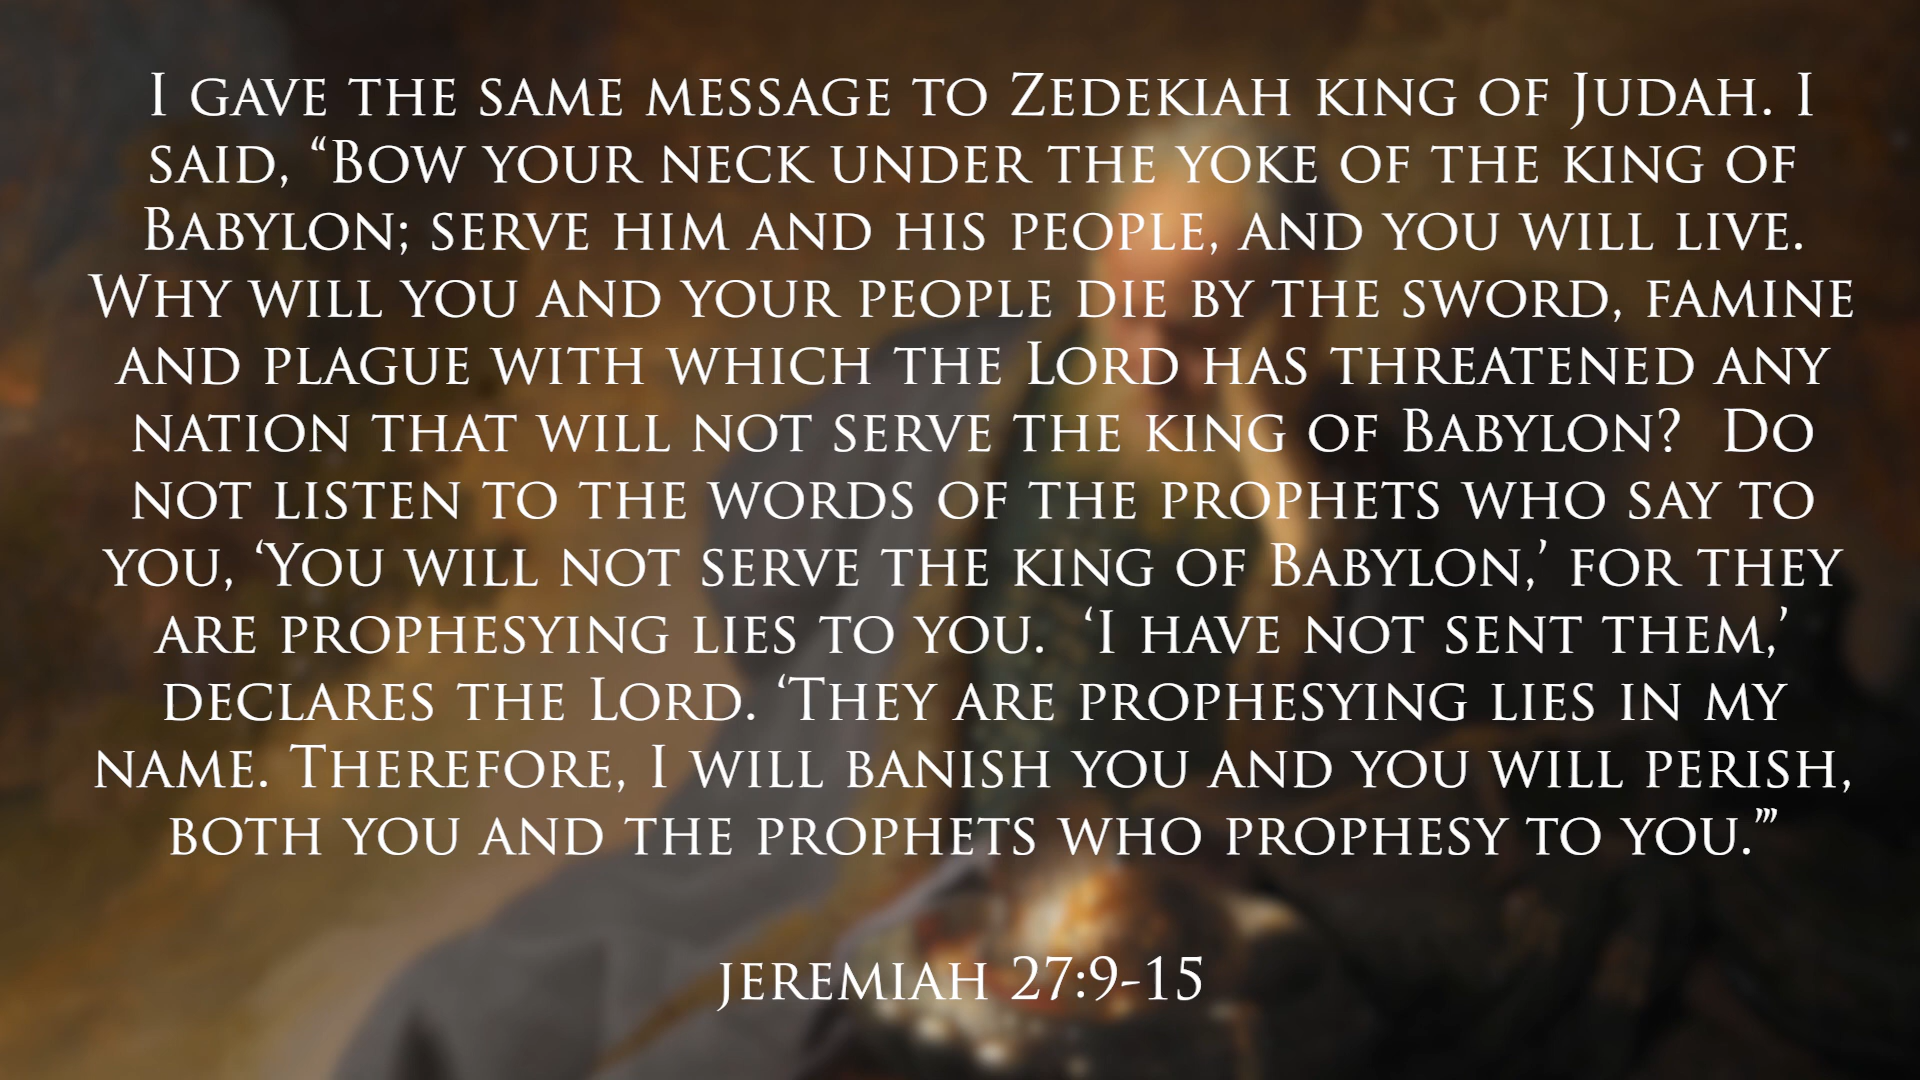 I gave the same message to Zedekiah king of Judah. I
said, “Bow your neck under the yoke of the king of
Babylon; serve him and his people, and you will live.
Why will you and your people die by the sword, famine
and plague with which the Lord has threatened any
nation that will not serve the king of Babylon?  Do
not listen to the words of the prophets who say to
you, ‘You will not serve the king of Babylon,’ for they
are prophesying lies to you.  ‘I have not sent them,’
declares the Lord. ‘They are prophesying lies in my
name. Therefore, I will banish you and you will perish,
both you and the prophets who prophesy to you.’”
jeremiah 27:9-15